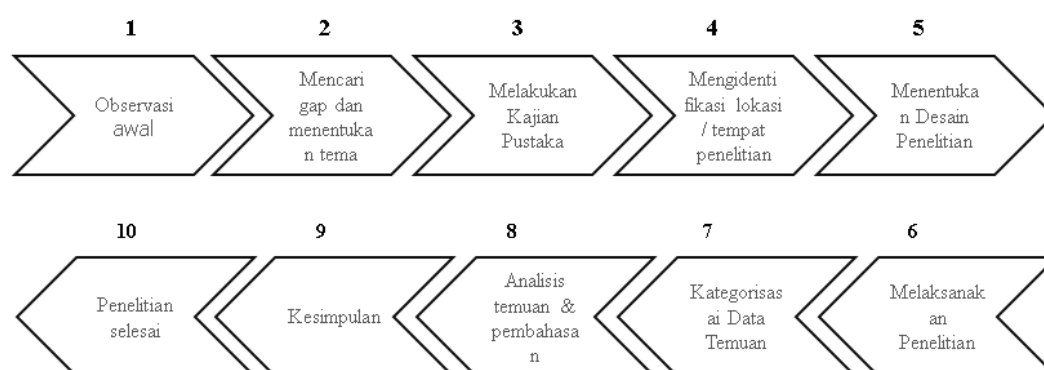 1 2 3 4 5
Observasi
awal
Mencari
gap dan
menentuka
n tema
Melakukan
Kajian
Pustaka
Mengidenti
fikasi lokasi
/ tempat
penelitian
Menentuka
n Desain
Penelitian
10 9 8 7 6
Penelitian
selesai
Kesimpulan
Analisis
temuan &
pembahasa
n
Kategorisas
ai Data
Temuan
Melaksanak
an
Penelitian